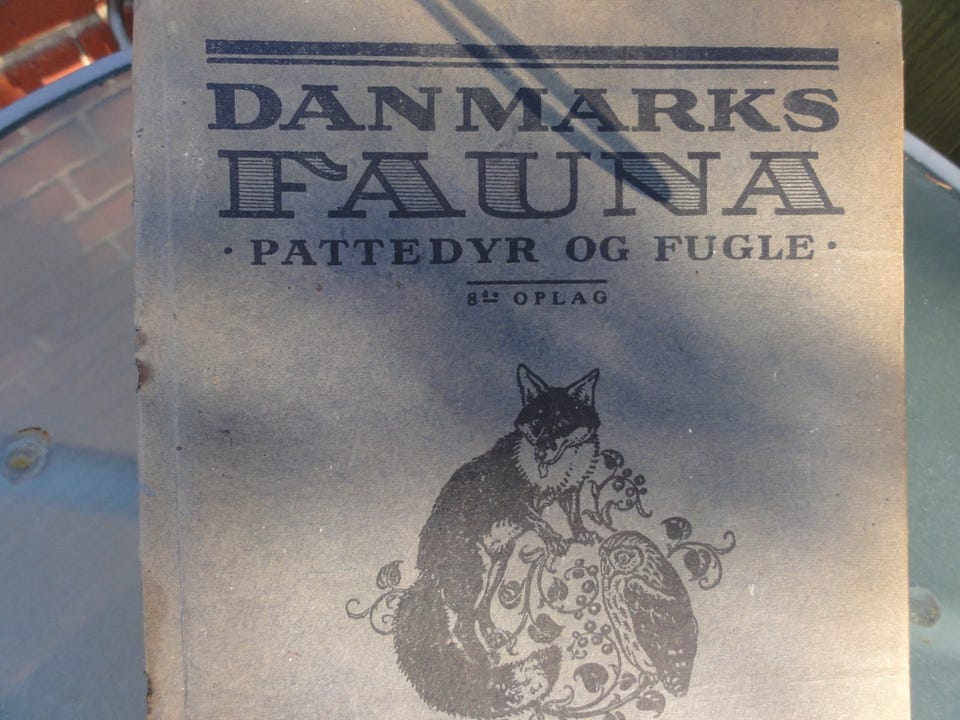 DANMARKS
FAUNA
· PATTEDYR OG FUGLE ·
8de OPLAG